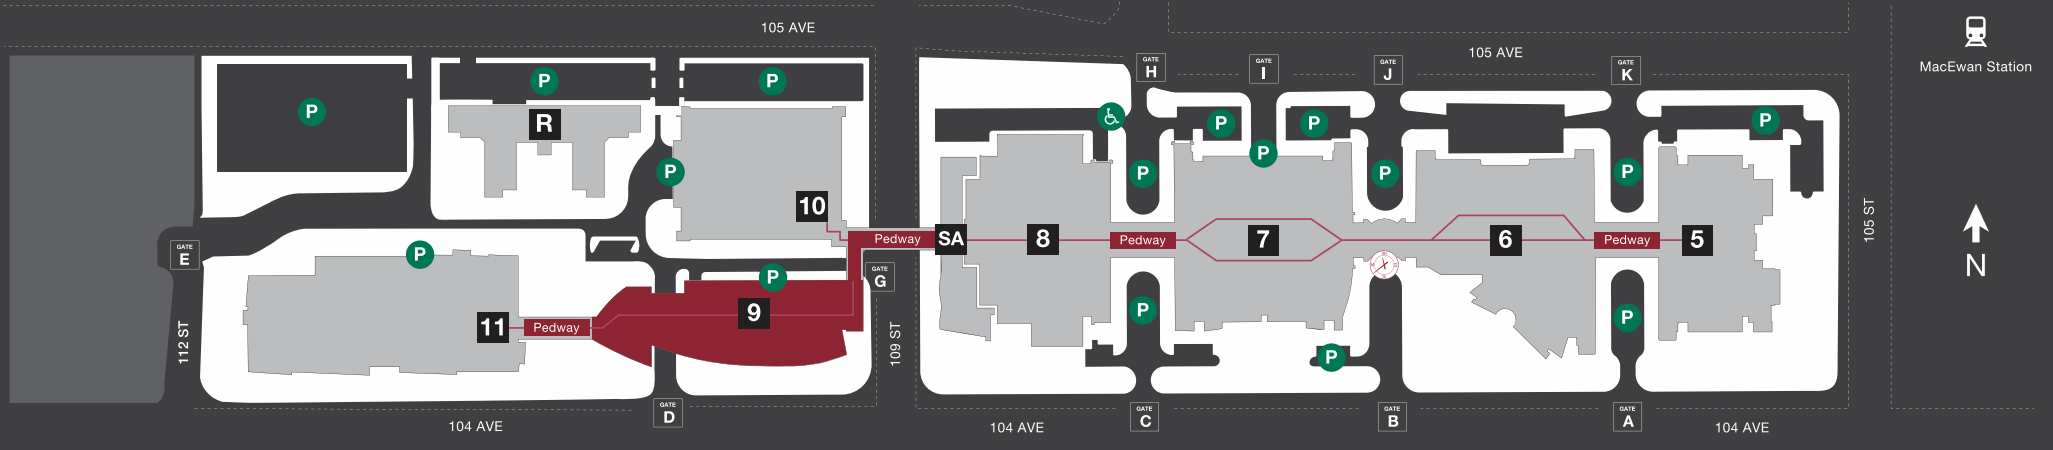 105 AVE
105 AVE
MacEwan Station
GATE
H
GATE
I
GATE
J
GATE
K
P
P
P
P
R
P
P
P
P
P
P
P
P
P
10
105 ST
Pedway
SA
8
Pedway
7
6
Pedway
5
GATE
E
P
N
GATE
G
P
9
P
P
11
Pedway
112 ST
109 ST
P
GATE
D
GATE
C
GATE
B
GATE
A
104 AVE
104 AVE
104 AVE